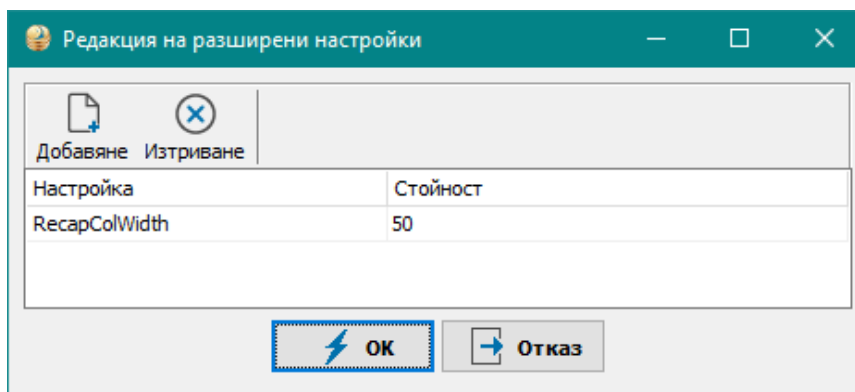 Редакция на разширени настройки
Добавяне Изтриване
Настройка Стойност
RecapColWidth 50
OK Отказ